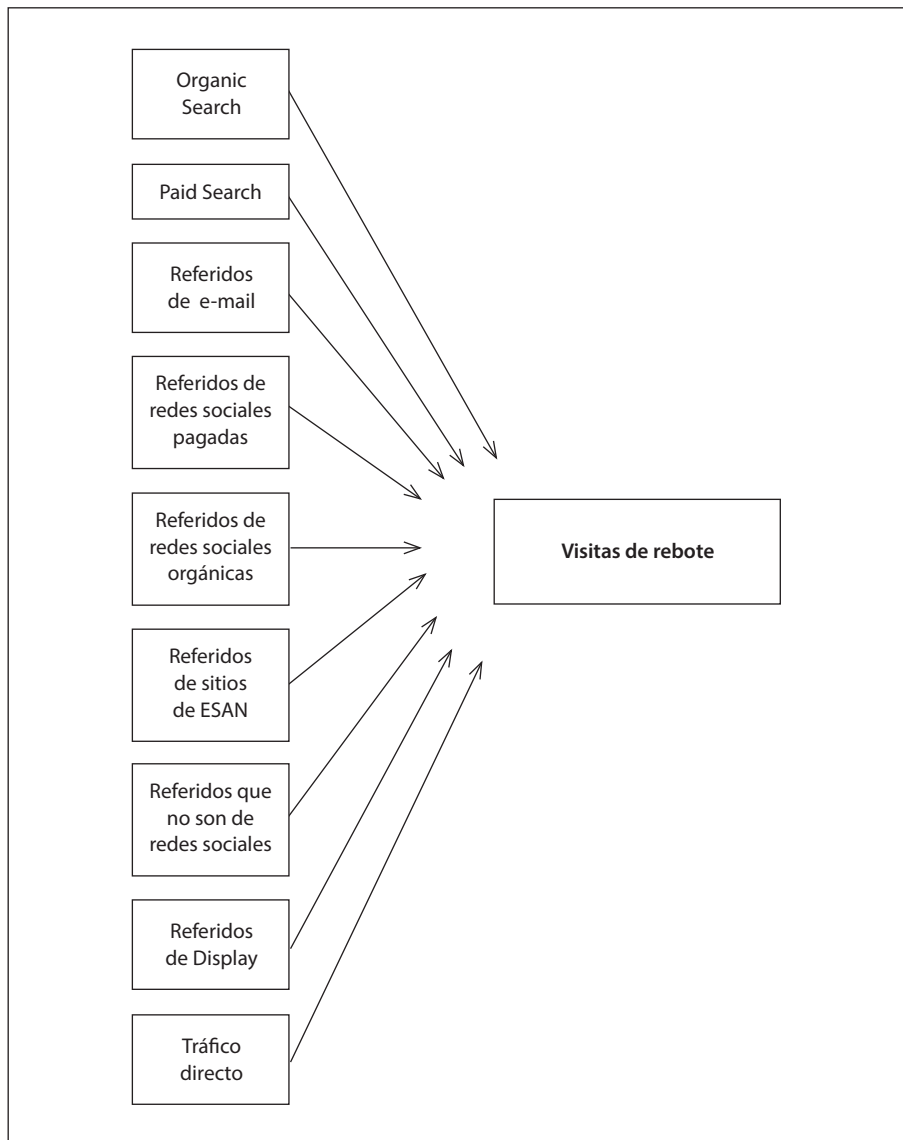 Organic
Search
Paid Search
Referidos
de e-mail
Referidos de
redes sociales
pagadas
Referidos de
redes sociales
orgánicas
Visitas de rebote
Referidos
de sitios
de ESAN
Referidos que
no son de
redes sociales
Referidos
de Display
Tráfico
directo